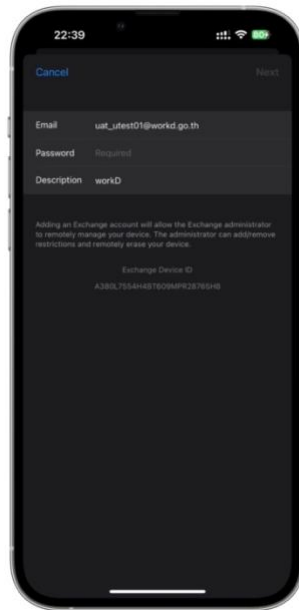 22:39
80+
Cancel
Next
Email uat_utest01@workd.go.th
Password Required
Description workD
Adding an Exchange account will allow the Exchange administrator
to remotely manage your device. The administrator can add/remove
restrictions and remotely erase your device.
Exchange Device ID